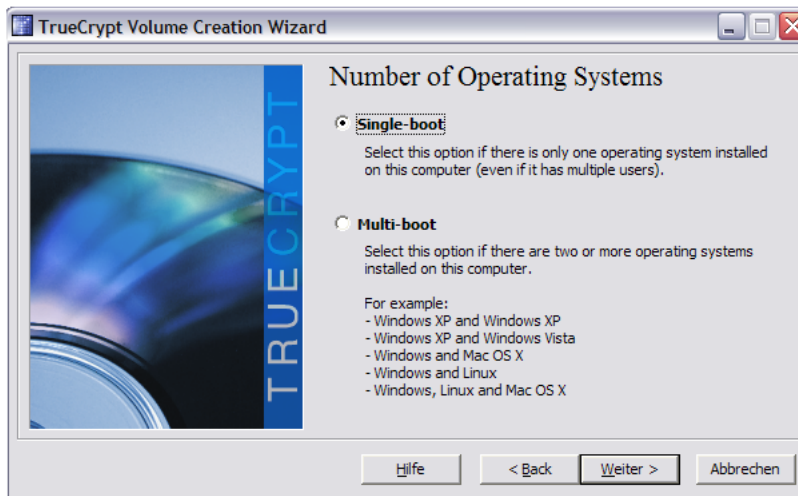 TrueCrypt Volume Creation Wizard
Number of Operating Systems
Single-boot
Select this option if there is only one operating system installed
on this computer (even if it has multiple users).
Multi-boot
Select this option if there are two or more operating systems
installed on this computer.
For example:
- Windows XP and Windows XP
- Windows XP and Windows Vista
- Windows and Mac OS X
- Windows and Linux
- Windows, Linux and Mac OS X
TRUECRYPT
Hilfe
< Back
Weiter >
Abbrechen